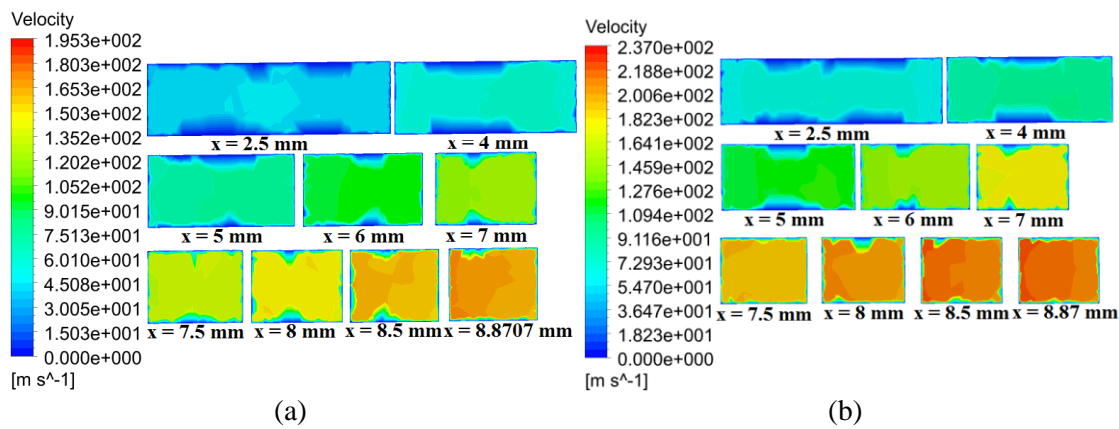 Velocity
1.953e+002
1.803e+002
1.652e+002
1.502e+002
1.352e+002
1.202e+002
1.052e+002
9.015e+001
7.513e+001
6.010e+001
4.508e+001
3.005e+001
1.503e+001
0.000e+000
[m s^-1]
x = 2.5 mm
x = 4 mm
x = 5 mm
x = 6 mm
x = 7 mm
x = 7.5 mm
x = 8 mm
x = 8.5 mm
x = 8.8707 mm
(a)
Velocity
2.370e+002
2.188e+002
2.006e+002
1.823e+002
1.641e+002
1.459e+002
1.276e+002
1.094e+002
9.116e+001
7.293e+001
5.470e+001
3.647e+001
1.823e+001
0.000e+000
[m s^-1]
x = 2.5 mm
x = 4 mm
x = 5 mm
x = 6 mm
x = 7 mm
x = 7.5 mm
x = 8 mm
x = 8.5 mm
x = 8.87 mm
(b)